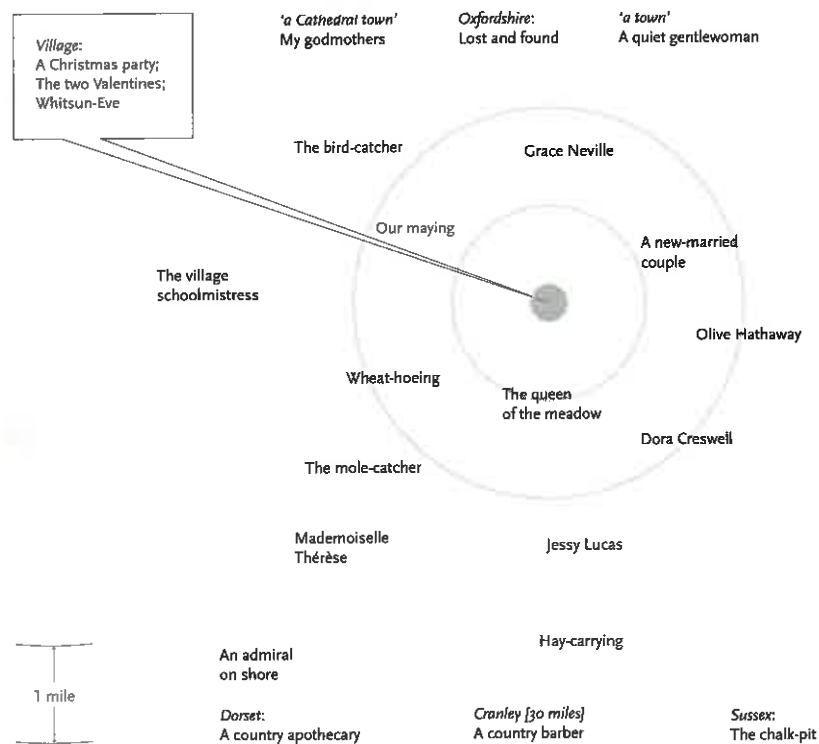 Village:
A Christmas party;
The two Valentines;
Whitsun-Eve
‘a Cathedral town’
My godmothers
Oxfordshire:
Lost and found
‘a town’
A quiet gentlewoman
The bird-catcher
Grace Neville
Our maying
A new-married
couple
The village
schoolmistress
Olive Hathaway
Wheat-hoeing
The queen
of the meadow
Dora Creswell
The mole-catcher
Mademoiselle
Thérèse
Jessy Lucas
Hay-carrying
An admiral
on shore
1 mile
Dorset:
A country apothecary
Cranley [30 miles]
A country barber
Sussex:
The chalk-pit